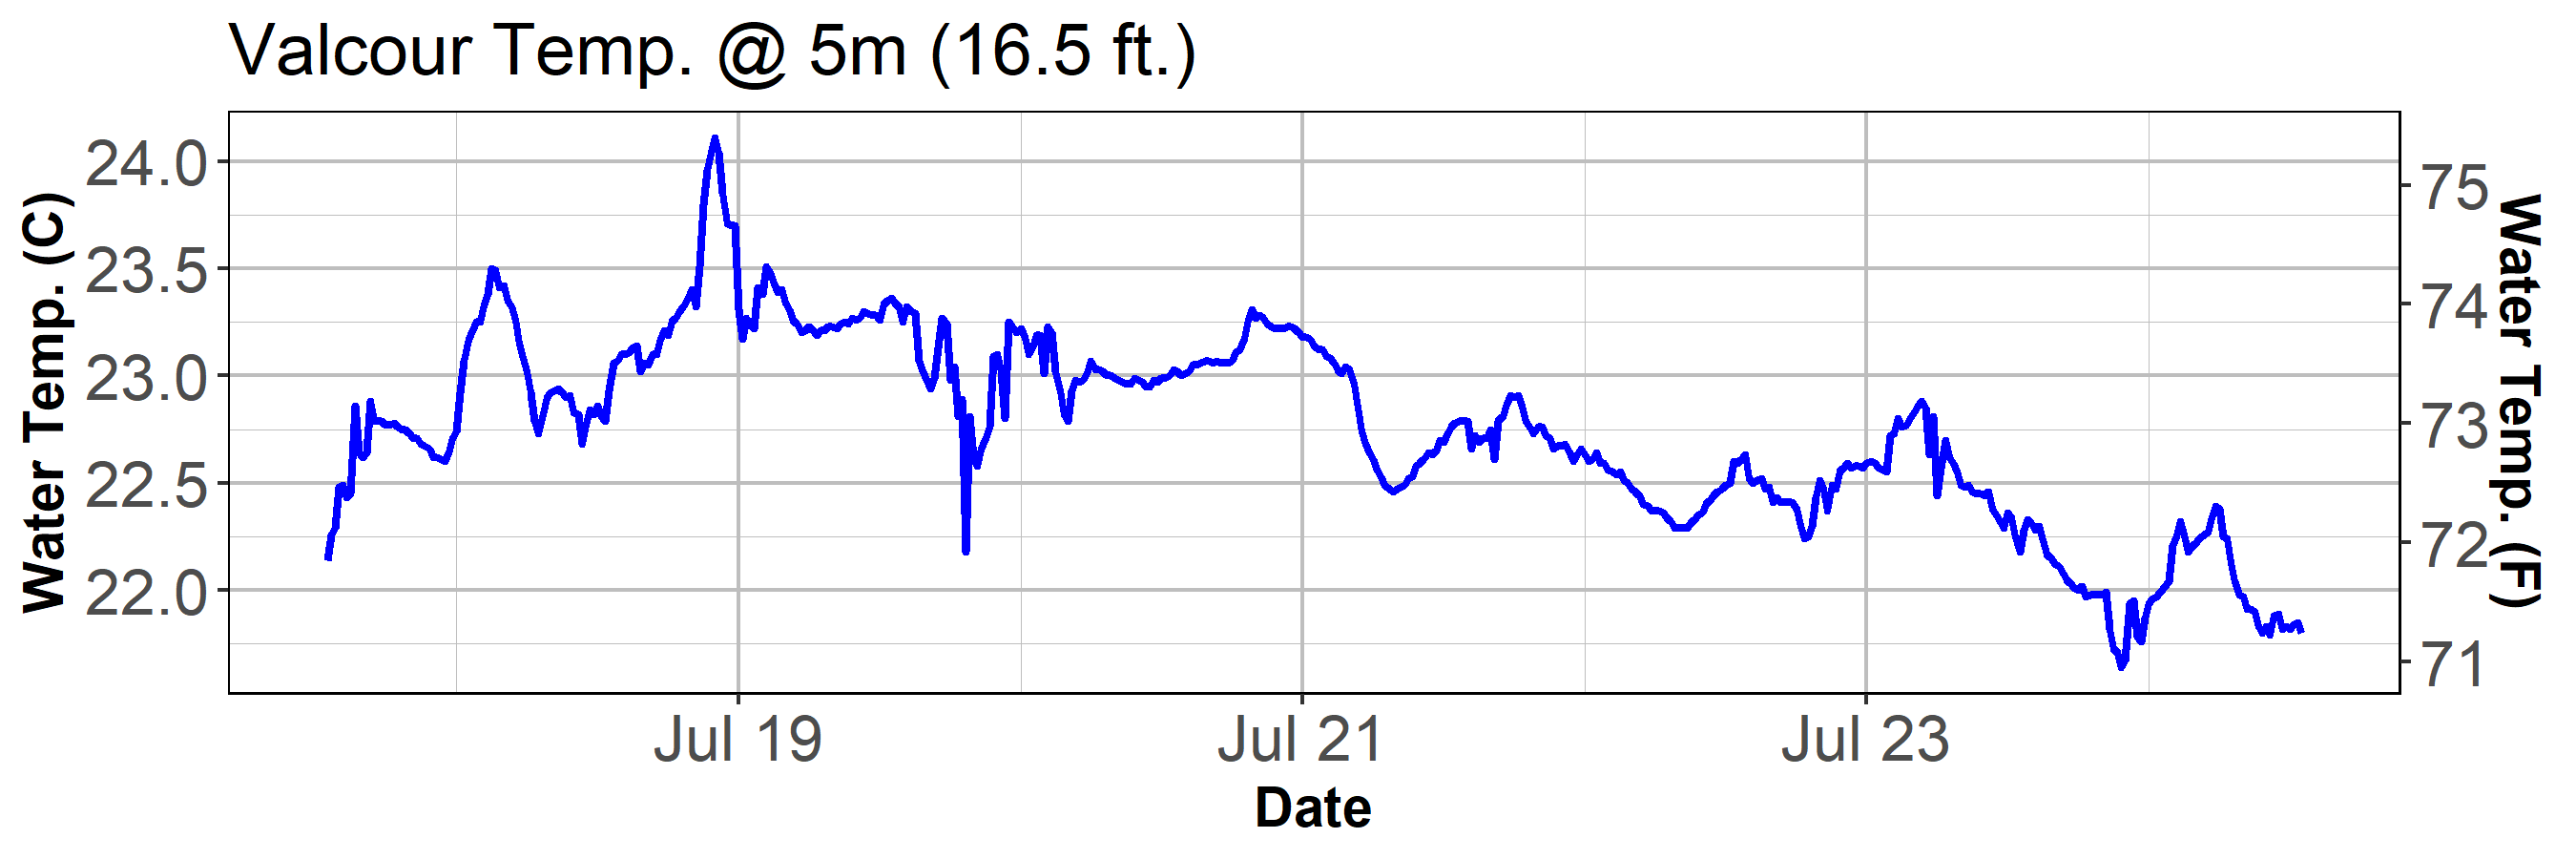 Valcour Temp. @ 5m (16.5 ft.)
Water Temp. (C)
24.0
23.5
23.0
22.5
22.0
75
74
73
72
71
Water Temp. (F)
Jul 19
Jul 21
Jul 23
Date